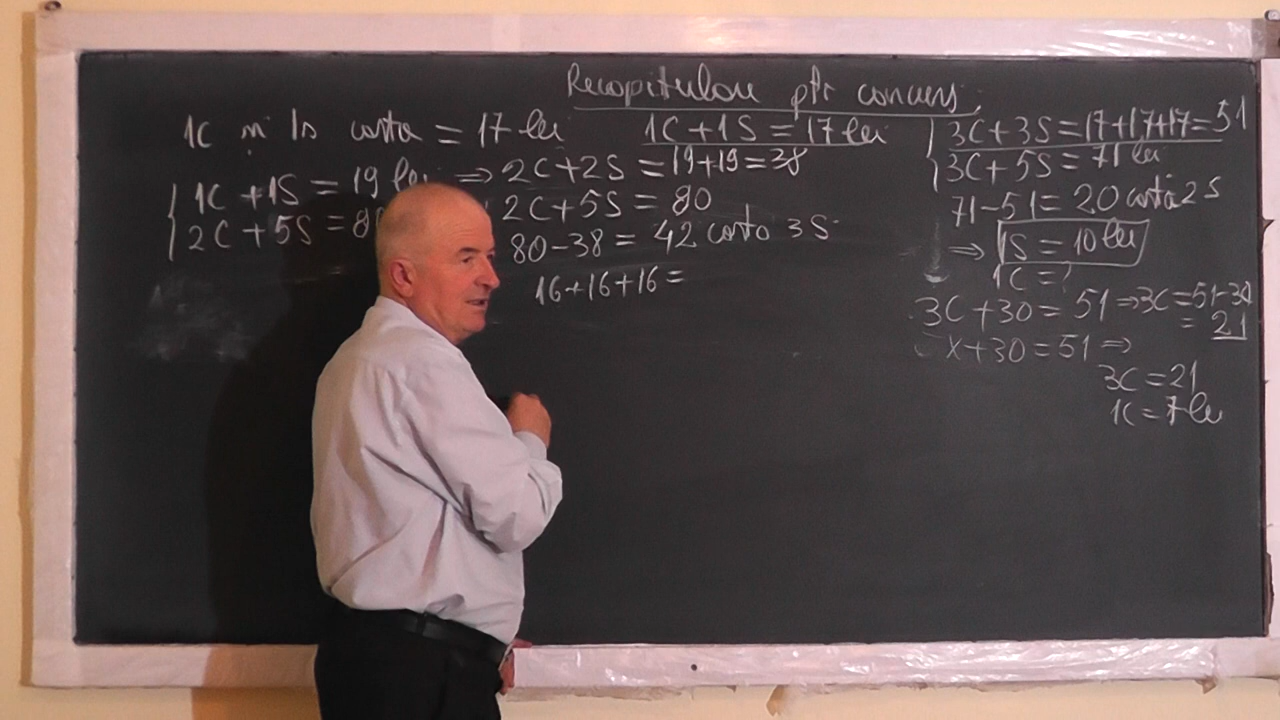 Recapitulare ptr concurs.
1C și 1s costă = 17 lei
1C + 1S = 19 lei
2C + 5S = 8
1C + 1S = 17 lei
⇒ 2C + 2S = 19 + 19 = 38
2C + 5S = 80
80 - 38 = 42 costo 3S
16 + 16 + 16 =
3C + 3S = 17 + 17 + 17 = 51
3C + 5S = 71 lei
71 - 51 = 20 costă 2S
⇒ 1S = 10 lei
1C = ?
3C + 30 = 51 ⇒ 3C = 51 - 30
= 21
x + 30 = 51 ⇒
3C = 21
1C = 7 lei